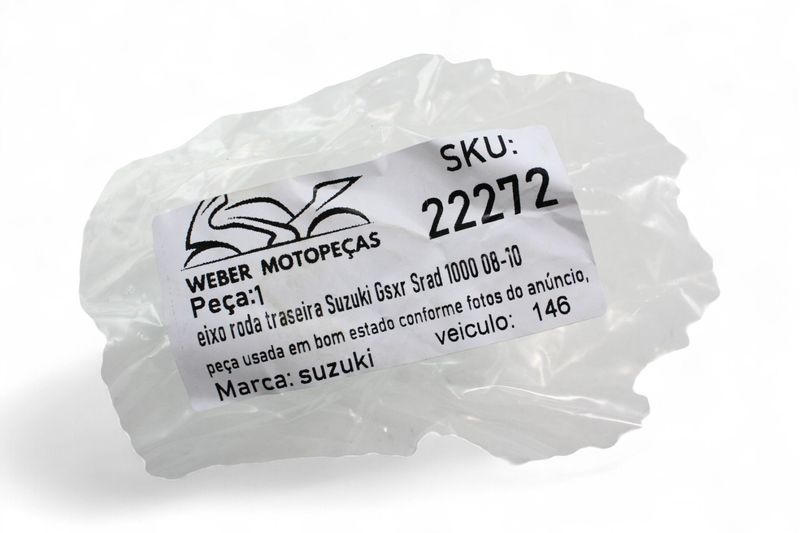 SKU:
22272
WEBER MOTOPEÇAS
Peça:1
eixo roda traseira Suzuki Gsxr Srad 1000 08-10
peça usada em bom estado conforme fotos do anúncio,
Marca: suzuki
veiculo: 146